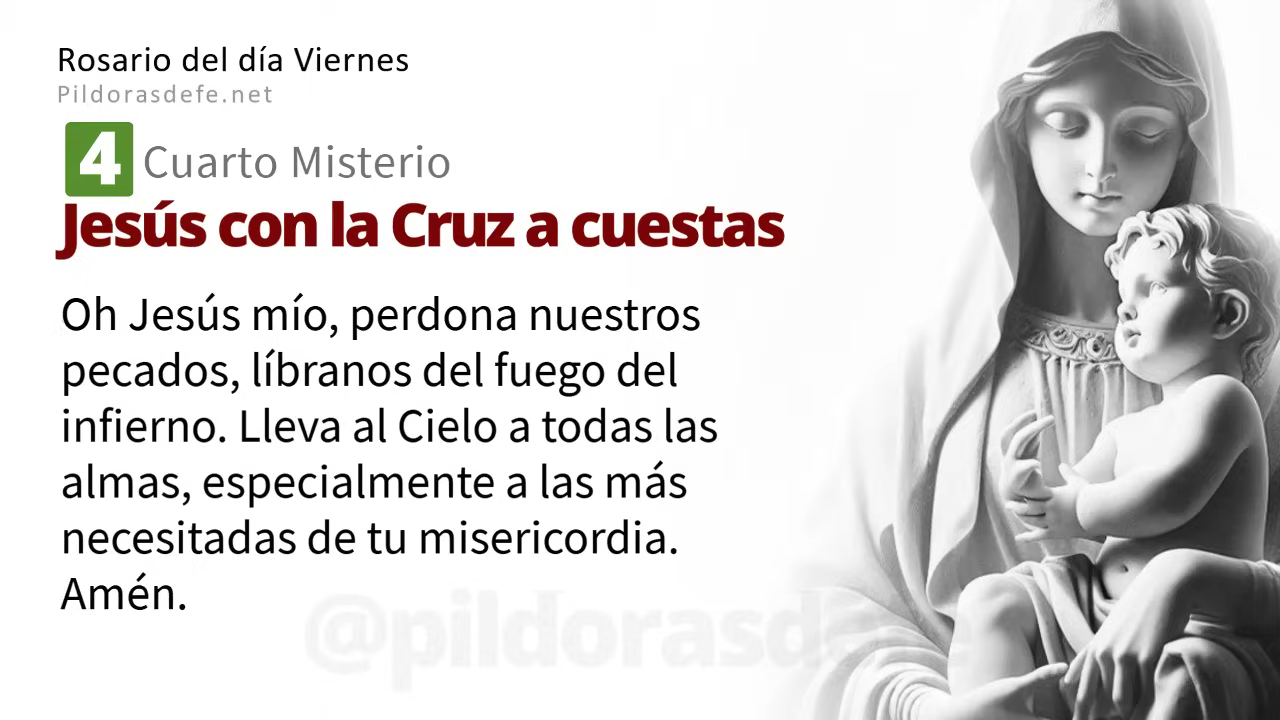 Rosario del día Viernes
Pildorasdefe.net
4 Cuarto Misterio
Jesús con la Cruz a cuestas
Oh Jesús mío, perdona nuestros
pecados, líbranos del fuego del
infierno. Lleva al Cielo a todas las
almas, especialmente a las más
necesitadas de tu misericordia.
Amén.
@pildorasdefe